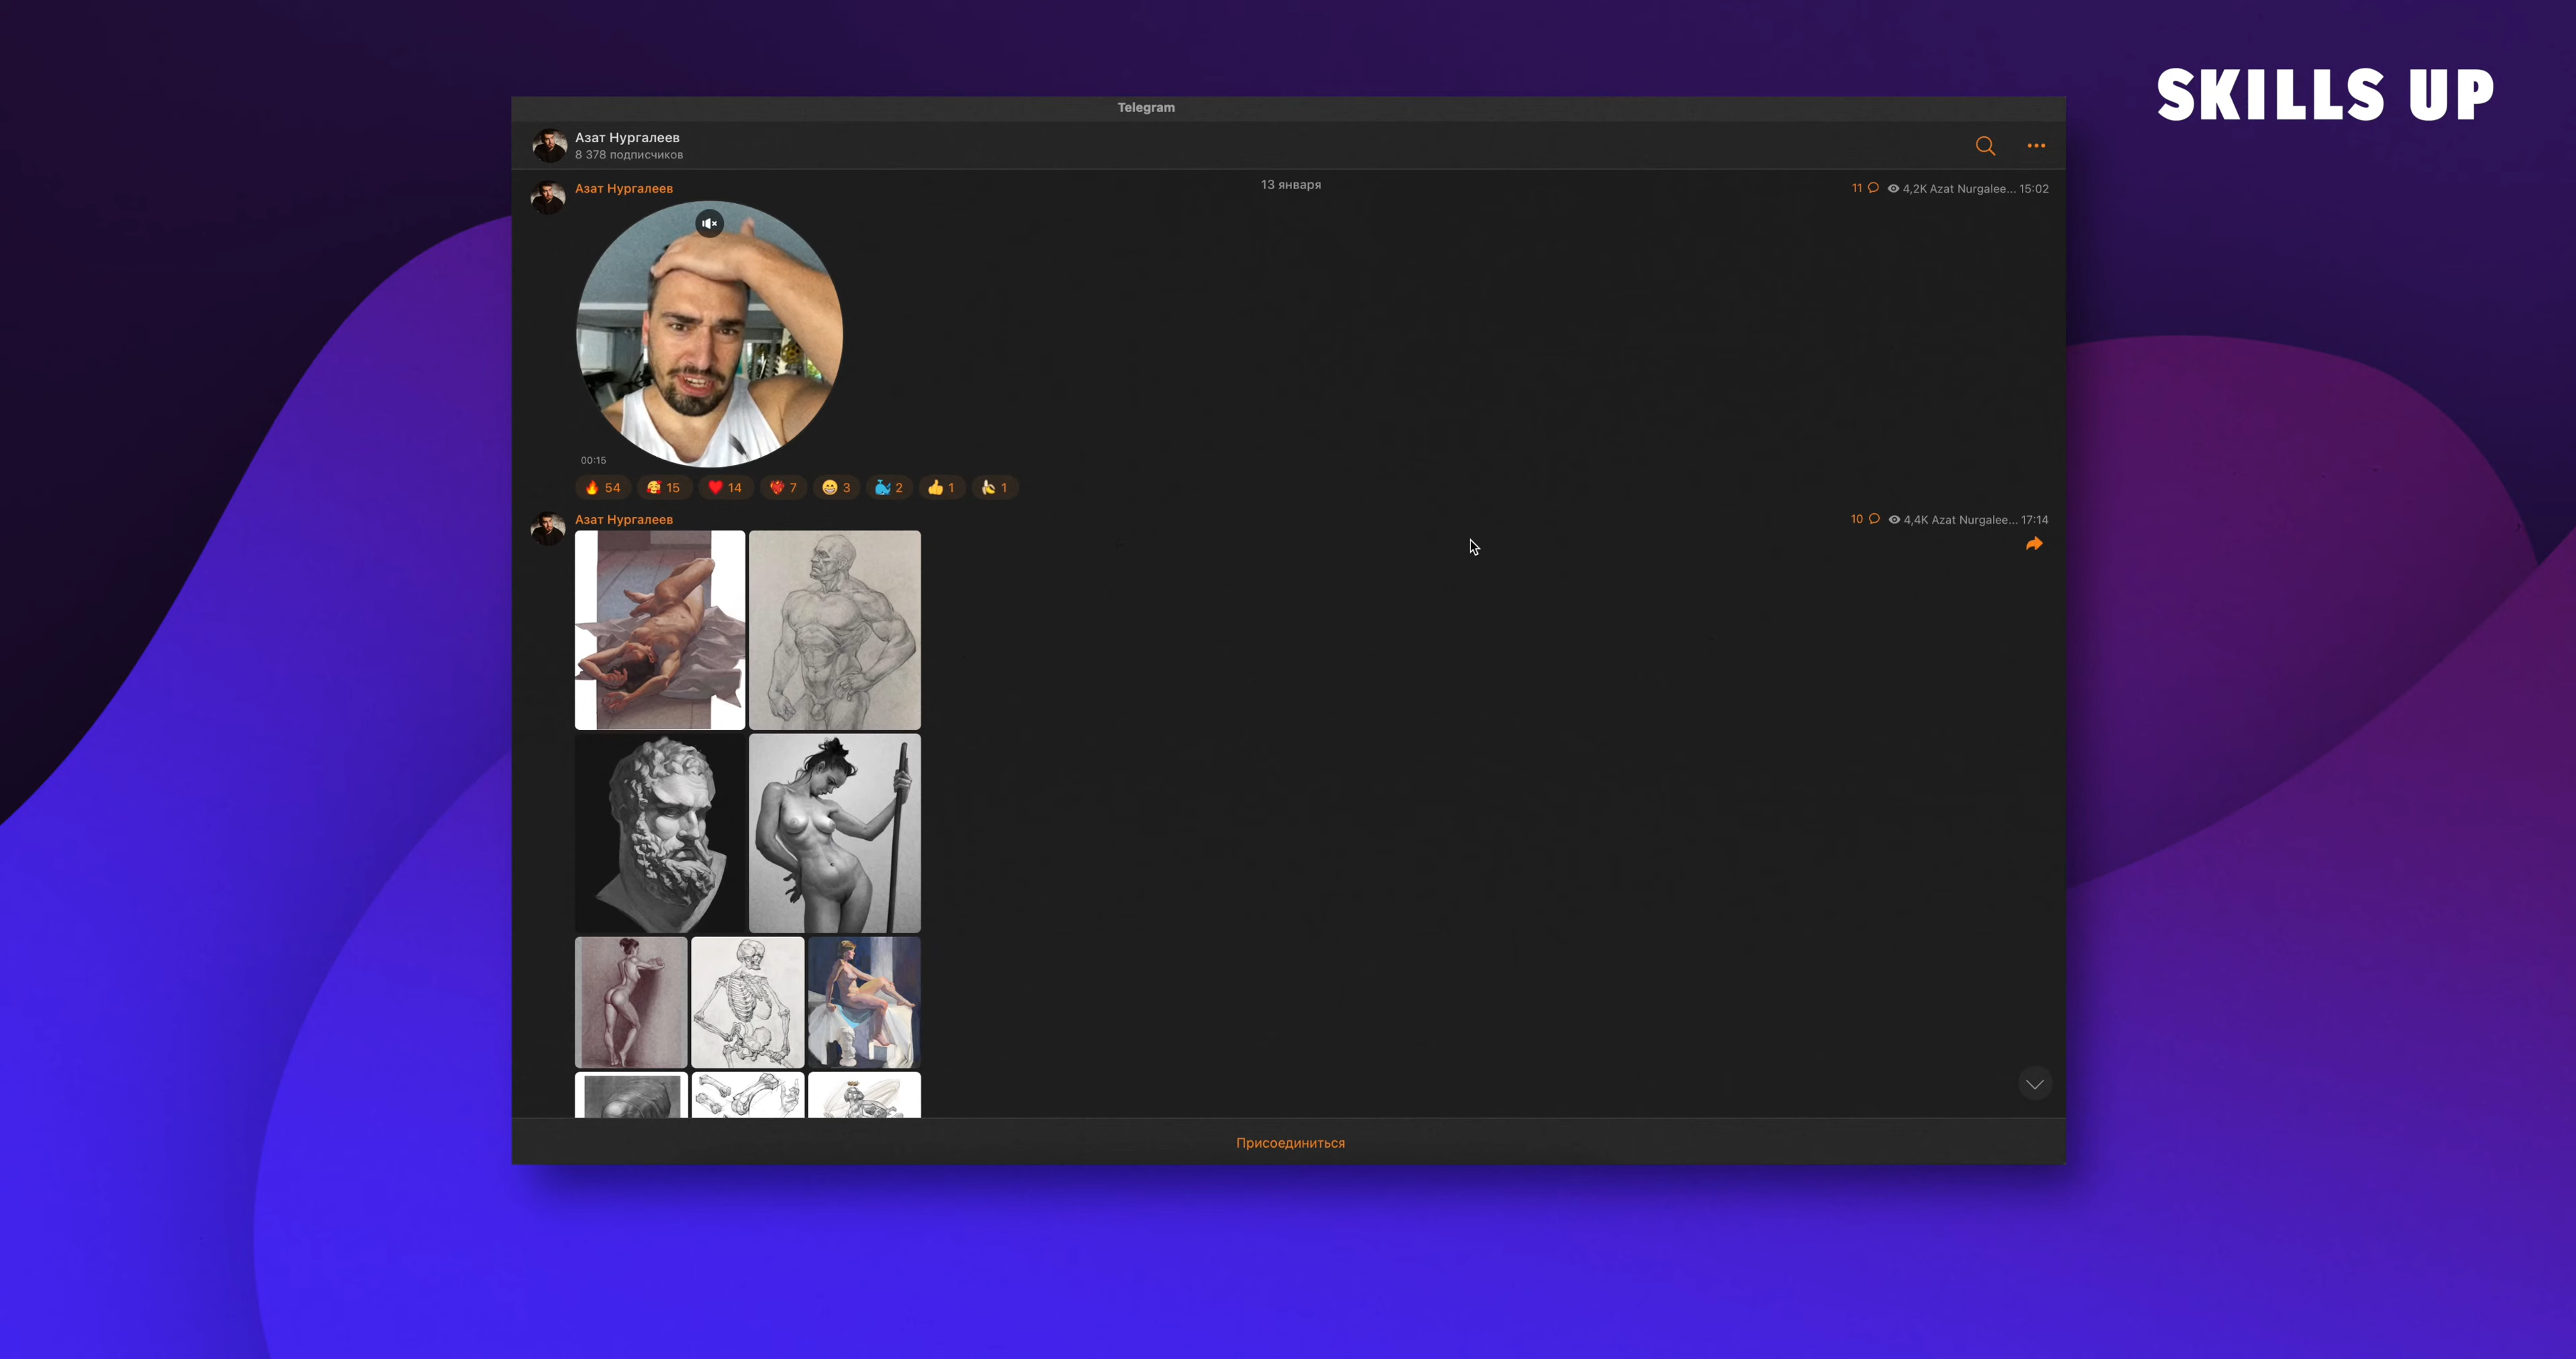 SKILLS UP
Telegram
Азат Нургалеев
8 378 подписчиков
13 января
Азат Нургалеев
11 4,2K Azat Nurgalee... 15:02
00:15
54 15 14 7 3 2 1 1
Азат Нургалеев
10 4,4K Azat Nurgalee... 17:14
Присоединиться